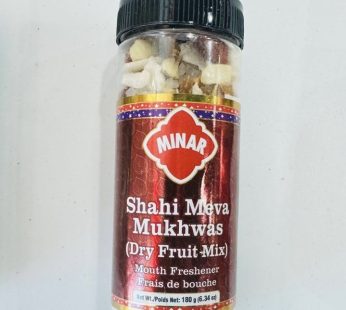 MINAR
Shahi Meva
Mukhwas
(Dry Fruit Mix)
Mouth Freshener
Frais de bouche
Net Wt./Poids Net: 180 g (6.34 oz)